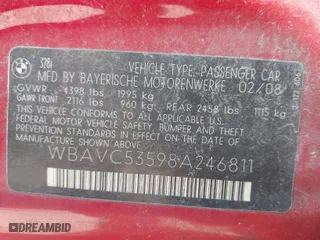 BMW
328i VEHICLE TYPE: PASSENGER CAR
MFD BY BAYERISCHE MOTORENWERKE 02/08
GVWR 4398 lbs 1995 kg
GAWR FRONT 2116 lbs 960 kg REAR 2458 lbs 1115 kg
THIS VEHICLE CONFORMS TO ALL APPLICABLE
FEDERAL MOTOR VEHICLE SAFETY, BUMPER AND
THEFT PREVENTION STANDARDS IN EFFECT ON THE
DATE OF MANUFACTURE SHOWN ABOVE
WBAVC53598A246811